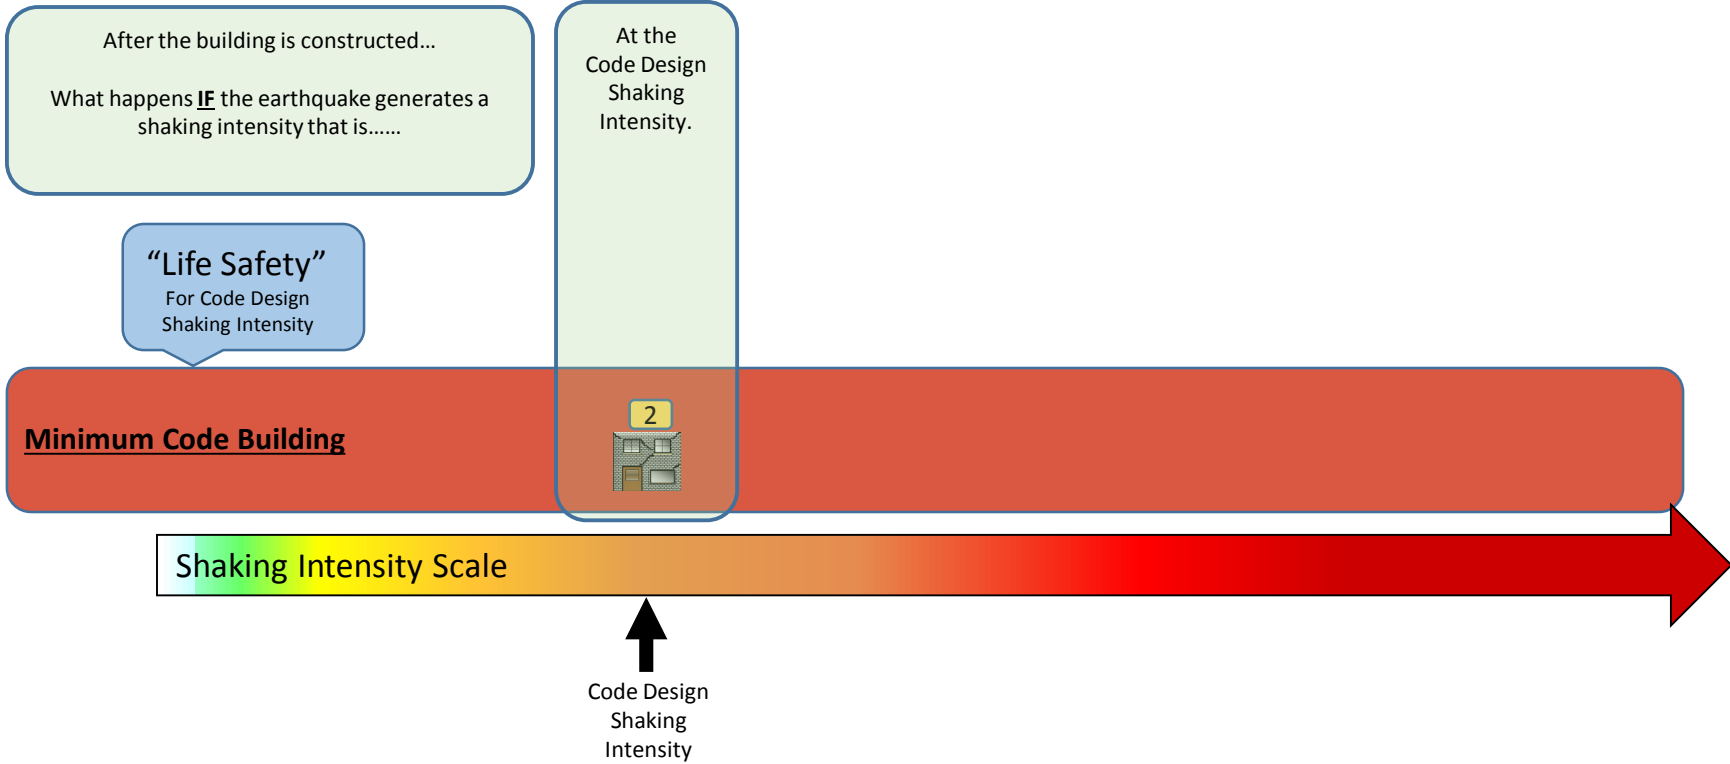 After the building is constructed…
What happens IF the earthquake generates a
shaking intensity that is……
At the
Code Design
Shaking
Intensity.
“Life Safety”
For Code Design
Shaking Intensity
2
Minimum Code Building
Shaking Intensity Scale
Code Design
Shaking
Intensity